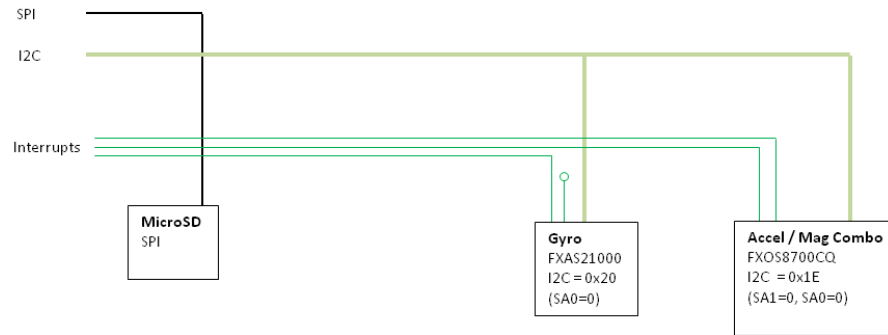 SPI
I2C
Interrupts
MicroSD
SPI
Gyro
FXAS21000
I2C = 0x20
(SA0=0)
Accel / Mag Combo
FXOS8700CQ
I2C = 0x1E
(SA1=0, SA0=0)